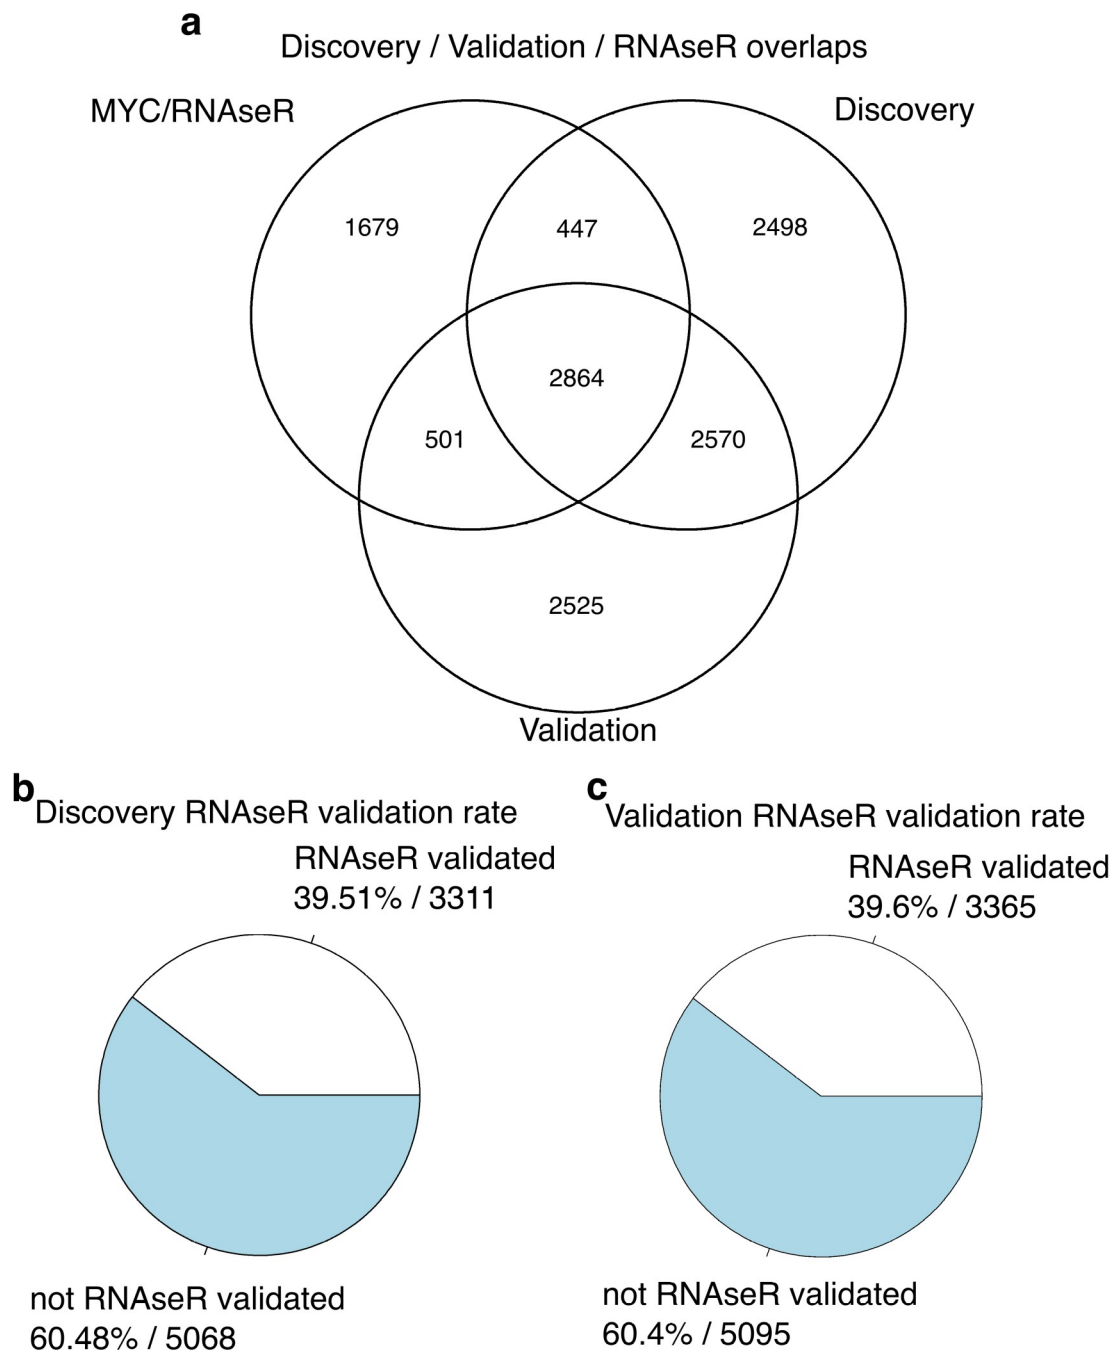 a
Discovery / Validation / RNAseR overlaps
MYC/RNAseR
Discovery
1679
447
2498
2864
501
2570
2525
Validation
b
Discovery RNAseR validation rate
RNAseR validated
39.51% / 3311
not RNAseR validated
60.48% / 5068
c
Validation RNAseR validation rate
RNAseR validated
39.6% / 3365
not RNAseR validated
60.4% / 5095